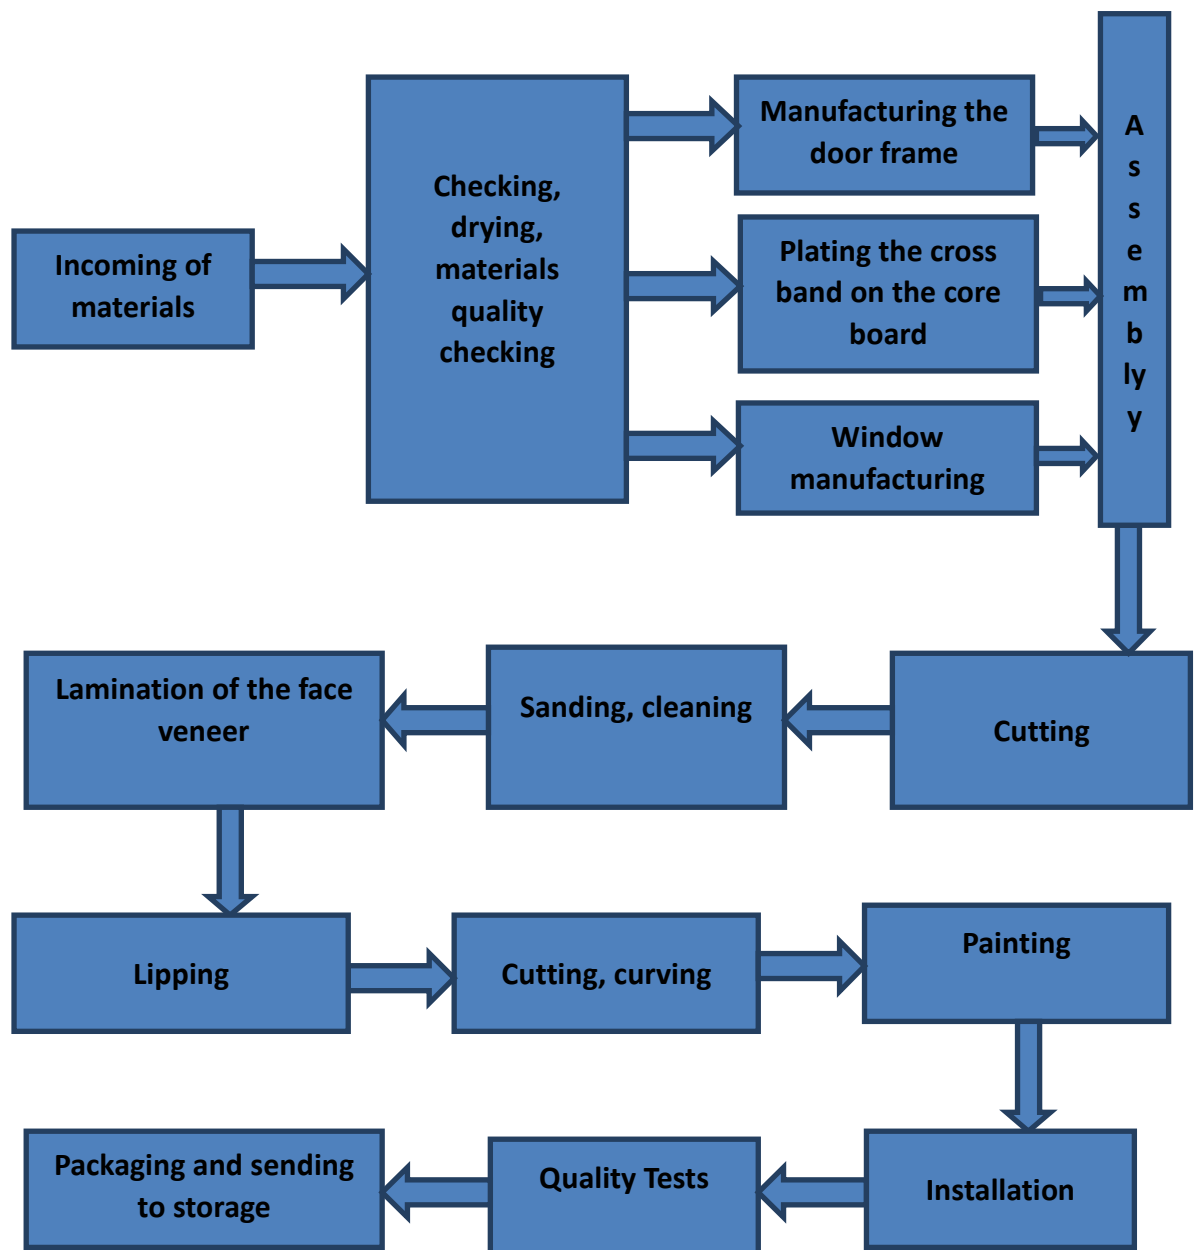 Incoming of
materials
Checking,
drying,
materials
quality
checking
Manufacturing the
door frame
Plating the cross
band on the core
board
Window
manufacturing
A
s
s
e
m
b
ly
y
Cutting
Sanding, cleaning
Lamination of the face
veneer
Lipping
Cutting, curving
Painting
Installation
Quality Tests
Packaging and sending
to storage